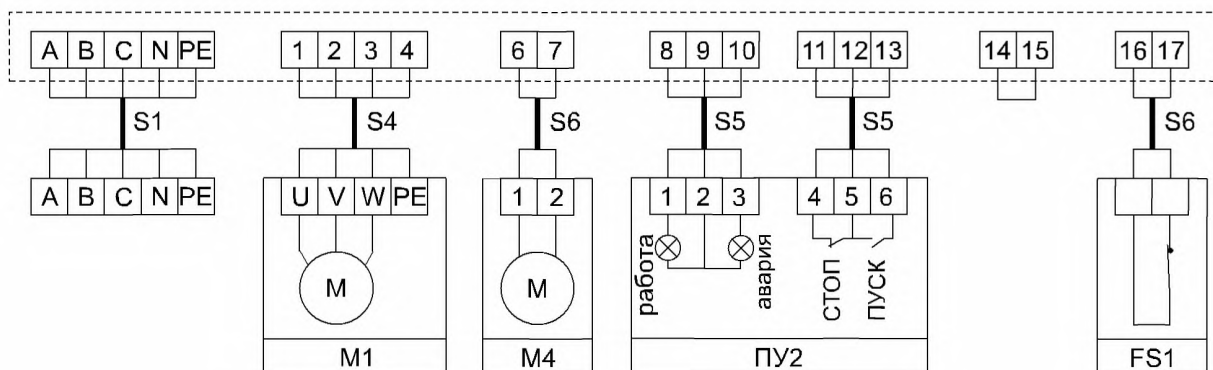 A B C N PE 1 2 3 4 6 7 8 9 10 11 12 13 14 15 16 17
S1 S4 S6 S5 S5 S6
A B C N PE U V W PE 1 2 1 2 3 4 5 6
работа авария СТОП ПУСК
M M
M1 M4 ПУ2 FS1